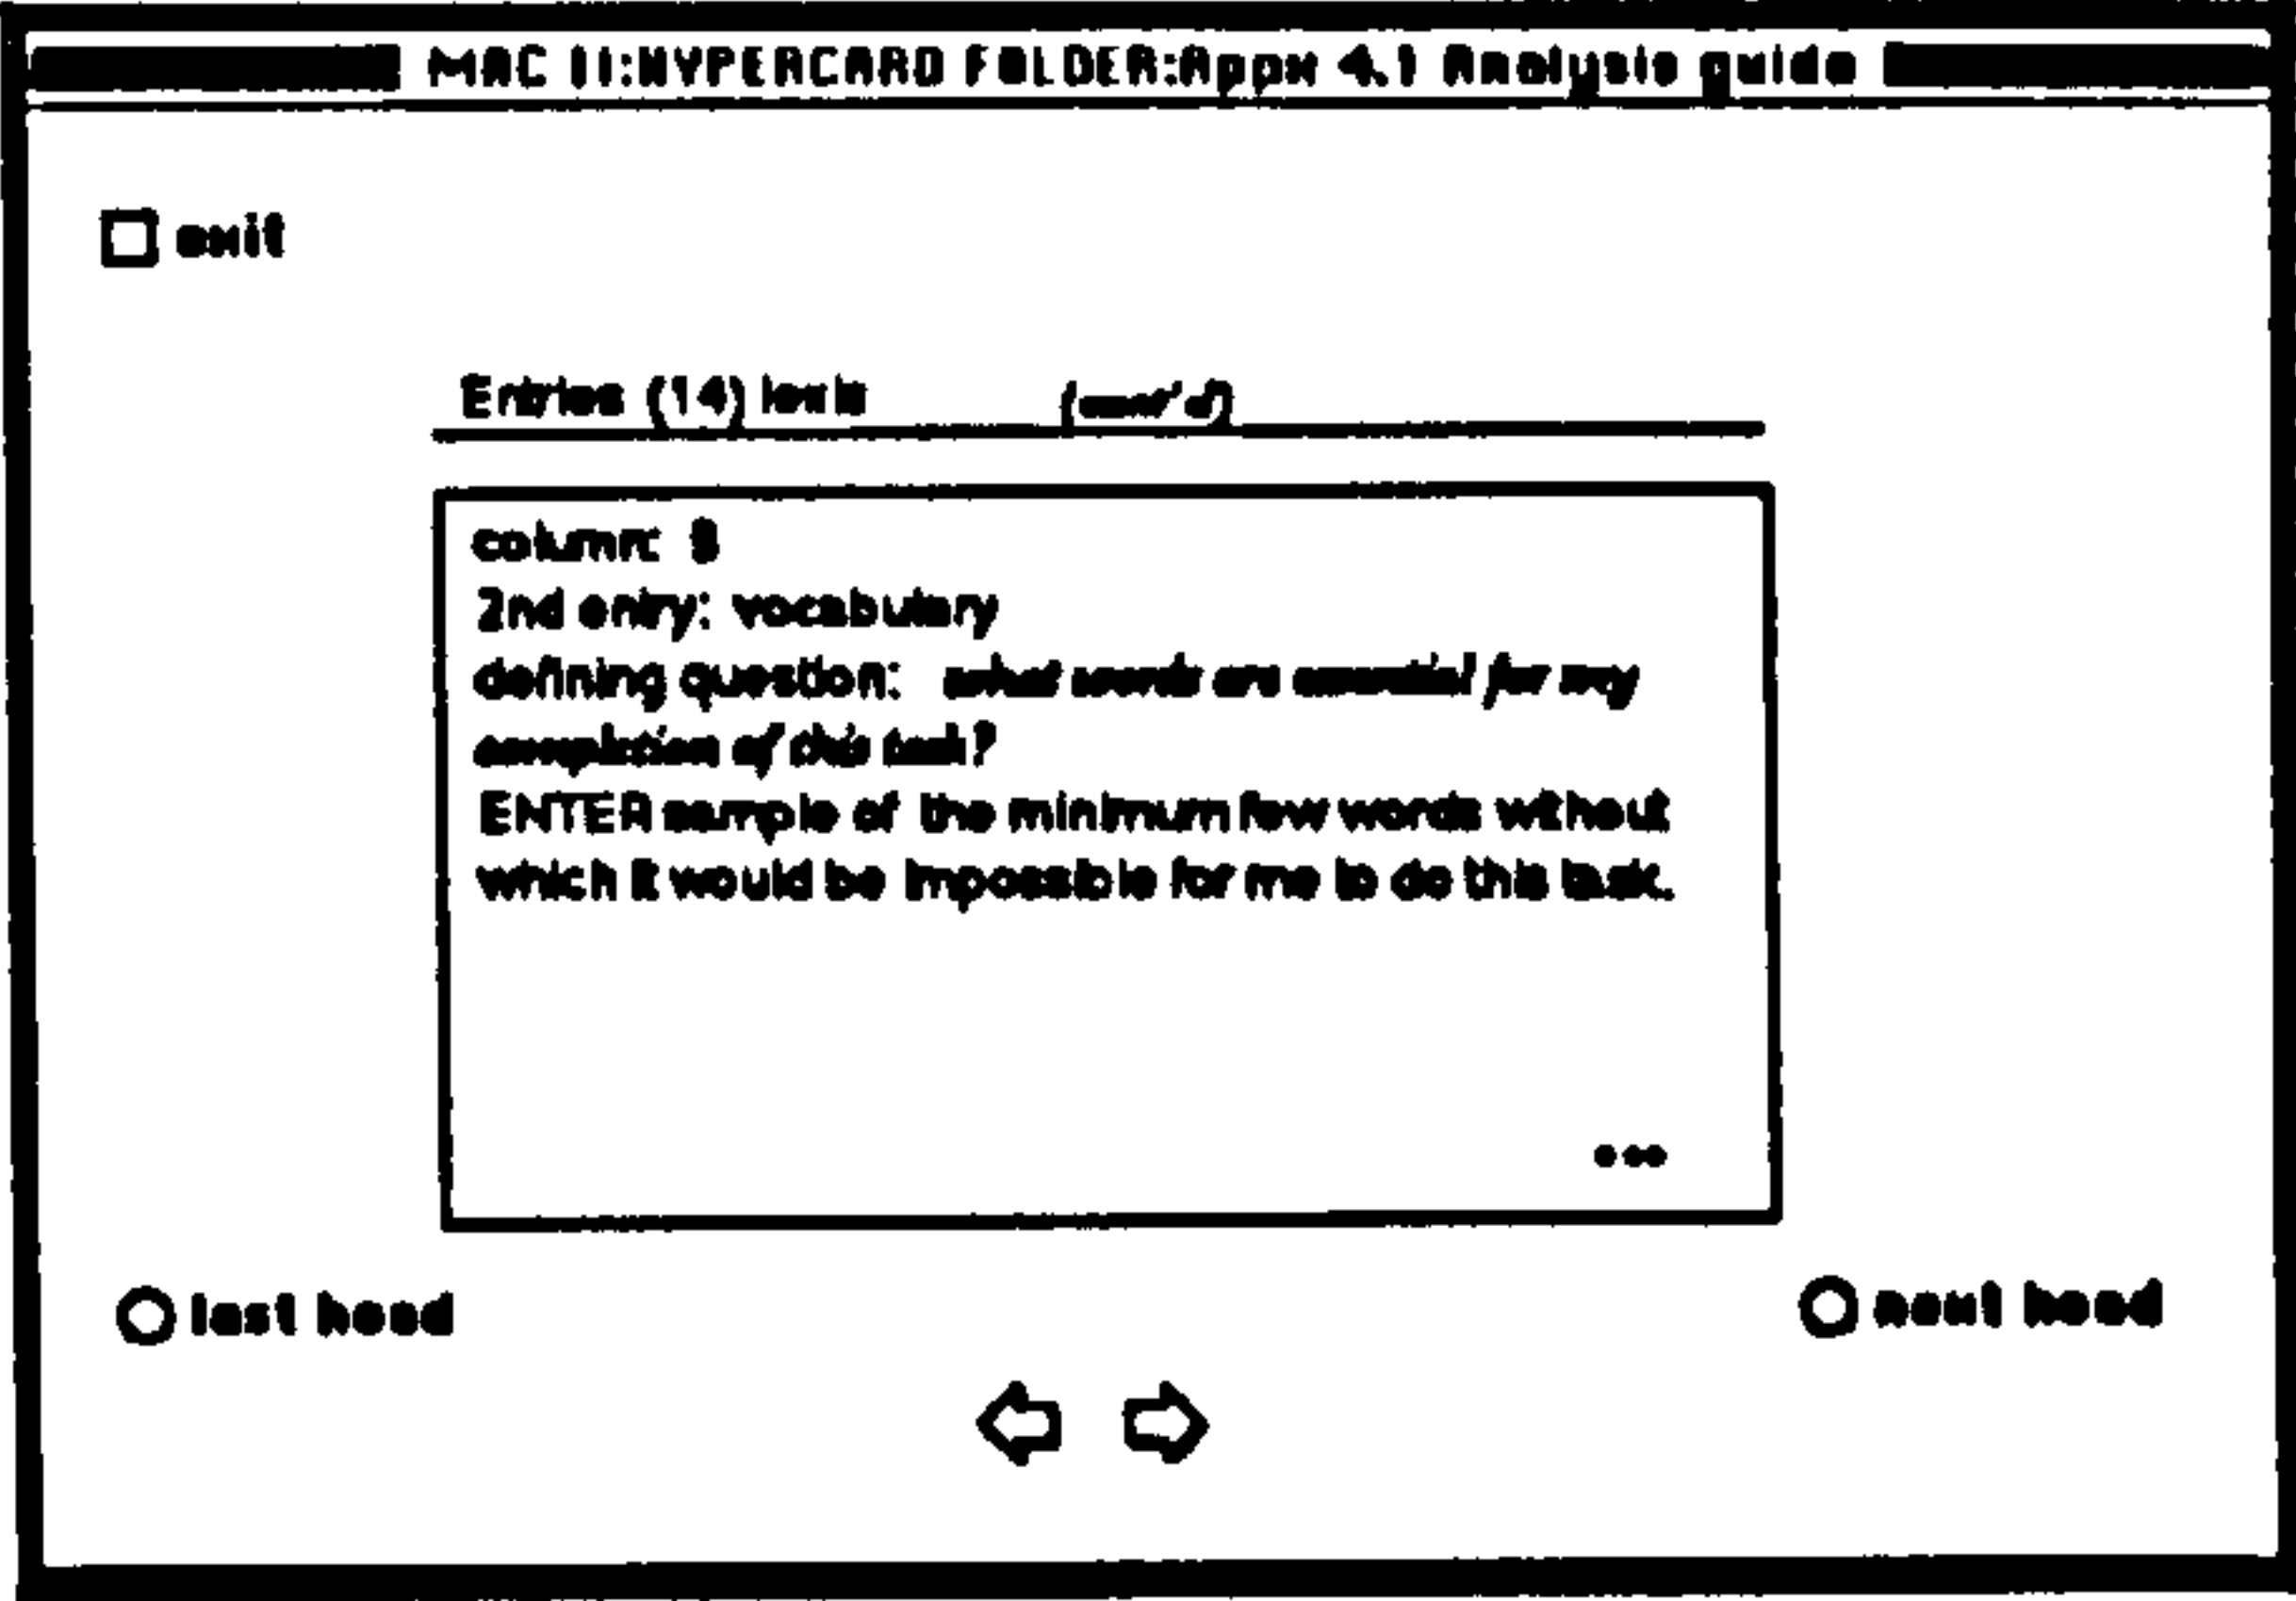 MAC II:HYPERCARD FOLDER:Appx 4.1 Analysis guide
exit
Entries (14) (cont'd)
column: 9
2nd entry: vocabulary
defining question: what words are essential for my
completion of this task?
ENTER sample of the minimum few words without
which it would be impossible for me to do this task.
•••
last head
next head